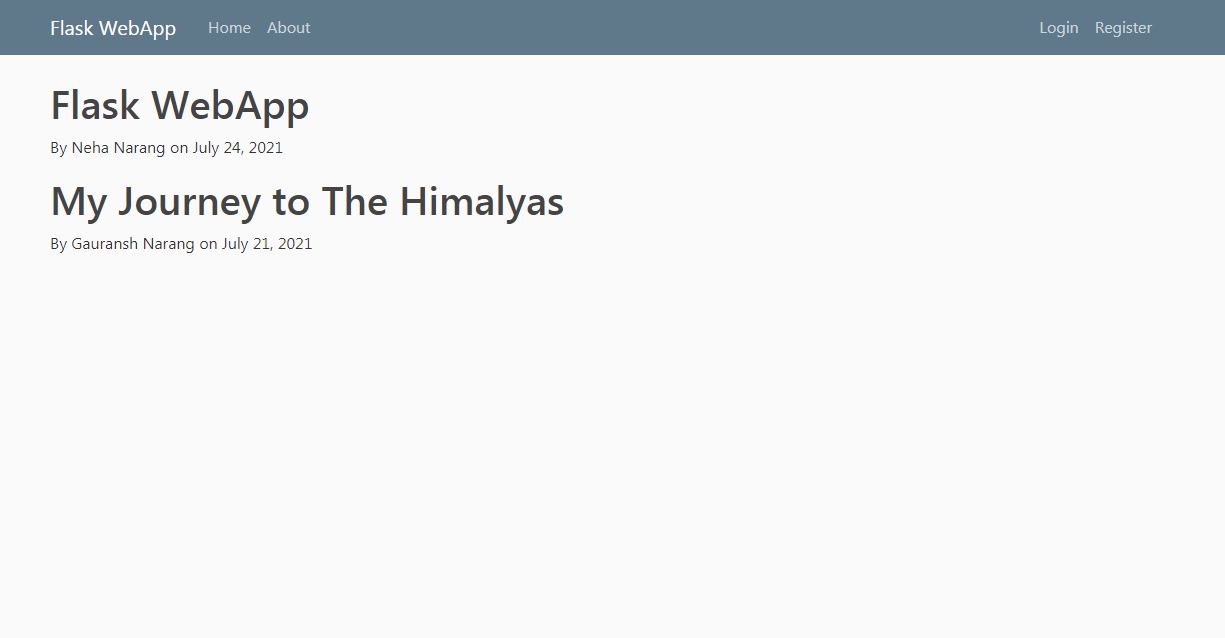 Flask WebApp Home About Login Register
Flask WebApp
By Neha Narang on July 24, 2021
My Journey to The Himalyas
By Gauransh Narang on July 21, 2021